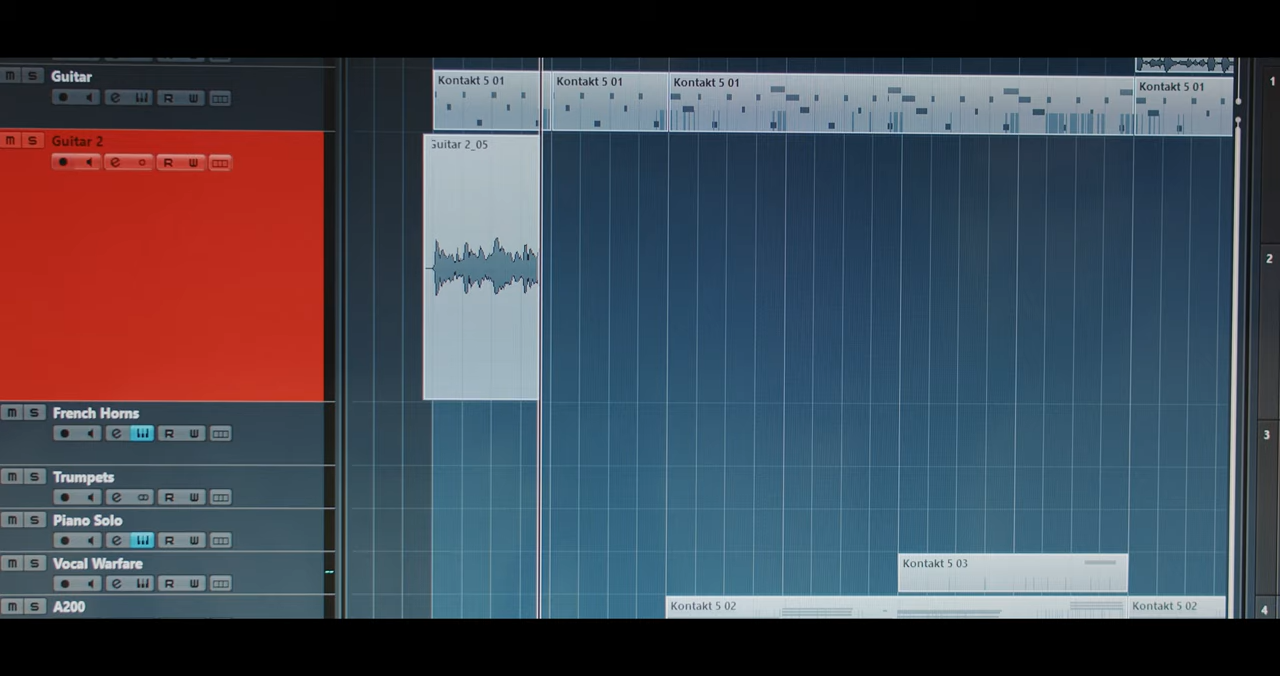 m S Guitar
Kontakt 5 01 Kontakt 5 01 Kontakt 5 01 Kontakt 5 01
1
e R W
m S Guitar 2
Guitar 2_05
e R W
2
m S French Horns
e R W
3
m S Trumpets
e R W
m S Piano Solo
e R W
m S Vocal Warfare
Kontakt 5 03
e R W
m S A200
Kontakt 5 02 Kontakt 5 02
4